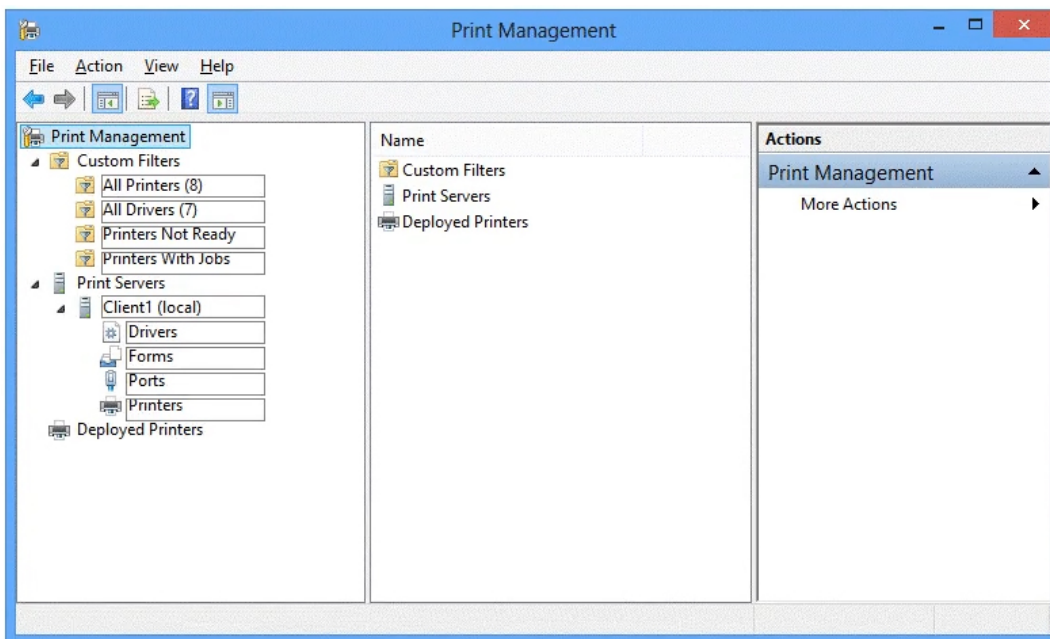 Print Management
File Action View Help
Print Management
Custom Filters
All Printers (8)
All Drivers (7)
Printers Not Ready
Printers With Jobs
Print Servers
Client1 (local)
Drivers
Forms
Ports
Printers
Deployed Printers
Name
Custom Filters
Print Servers
Deployed Printers
Actions
Print Management
More Actions